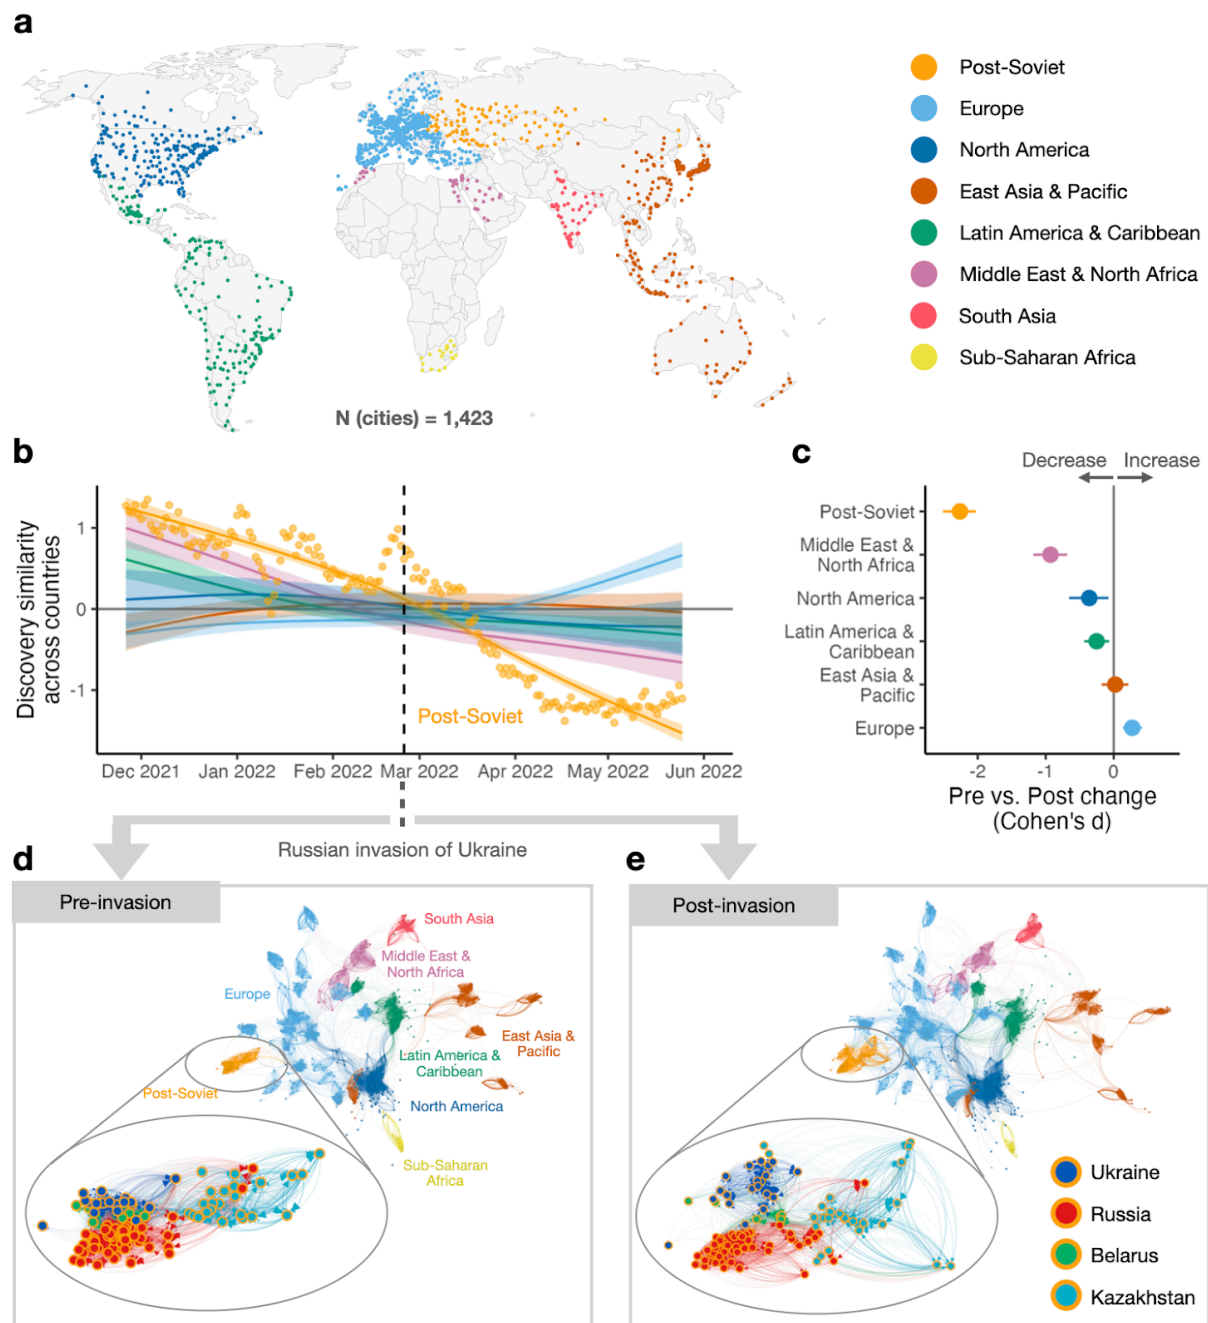 a
Post-Soviet
Europe
North America
East Asia & Pacific
Latin America & Caribbean
Middle East & North Africa
South Asia
Sub-Saharan Africa
N (cities) = 1,423
b
Discovery similarity
across countries
1
0
-1
Post-Soviet
Dec 2021
Jan 2022
Feb 2022
Mar 2022
Apr 2022
May 2022
Jun 2022
Russian invasion of Ukraine
c
Decrease
Increase
Post-Soviet
Middle East &
North Africa
North America
Latin America &
Caribbean
East Asia &
Pacific
Europe
-2
-1
0
Pre vs. Post change
(Cohen's d)
d
Pre-invasion
South Asia
Middle East &
North Africa
Europe
East Asia &
Pacific
Latin America &
Caribbean
Post-Soviet
North America
Sub-Saharan
Africa
e
Post-invasion
Ukraine
Russia
Belarus
Kazakhstan